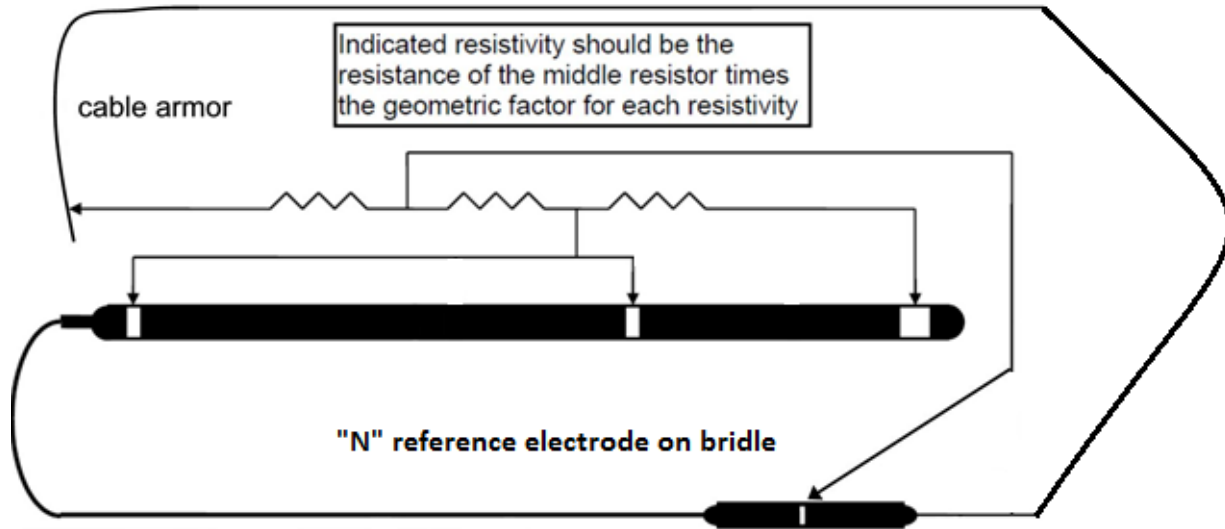 Indicated resistivity should be the
resistance of the middle resistor times
the geometric factor for each resistivity
cable armor
"N" reference electrode on bridle